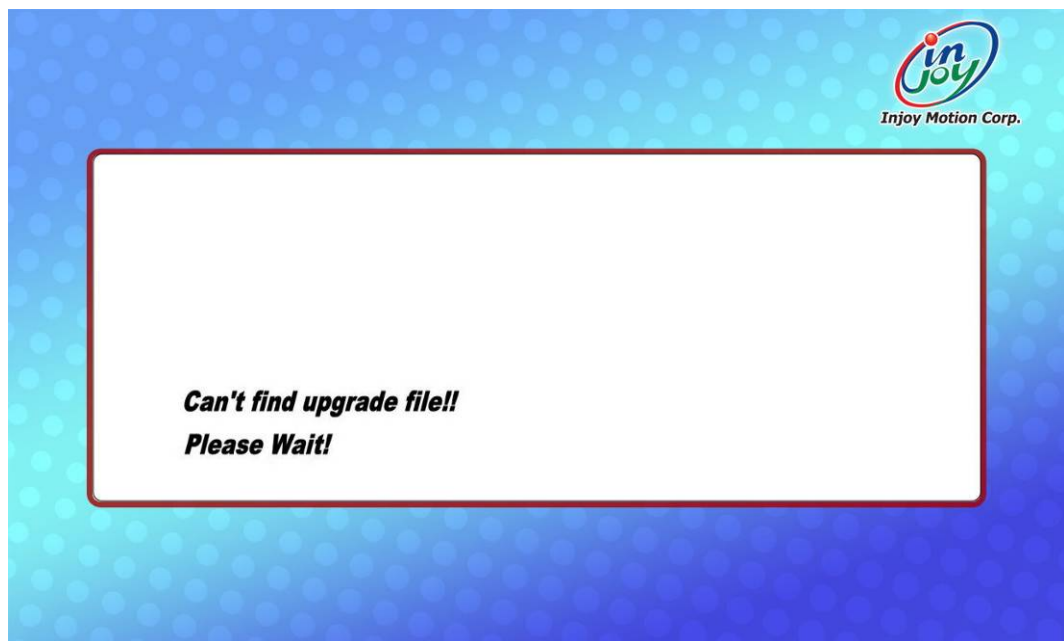 in
joy
Injoy Motion Corp.
Can't find upgrade file!!
Please Wait!